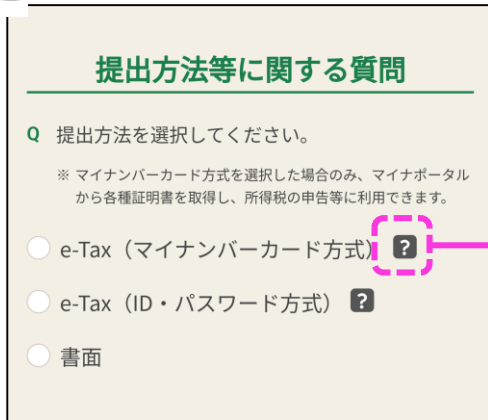 提出方法等に関する質問
Q 提出方法を選択してください。
※ マイナンバーカード方式を選択した場合のみ、マイナポータル
から各種証明書を取得し、所得税の申告等に利用できます。
e-Tax（マイナンバーカード方式） ?
e-Tax（ID・パスワード方式） ?
書面